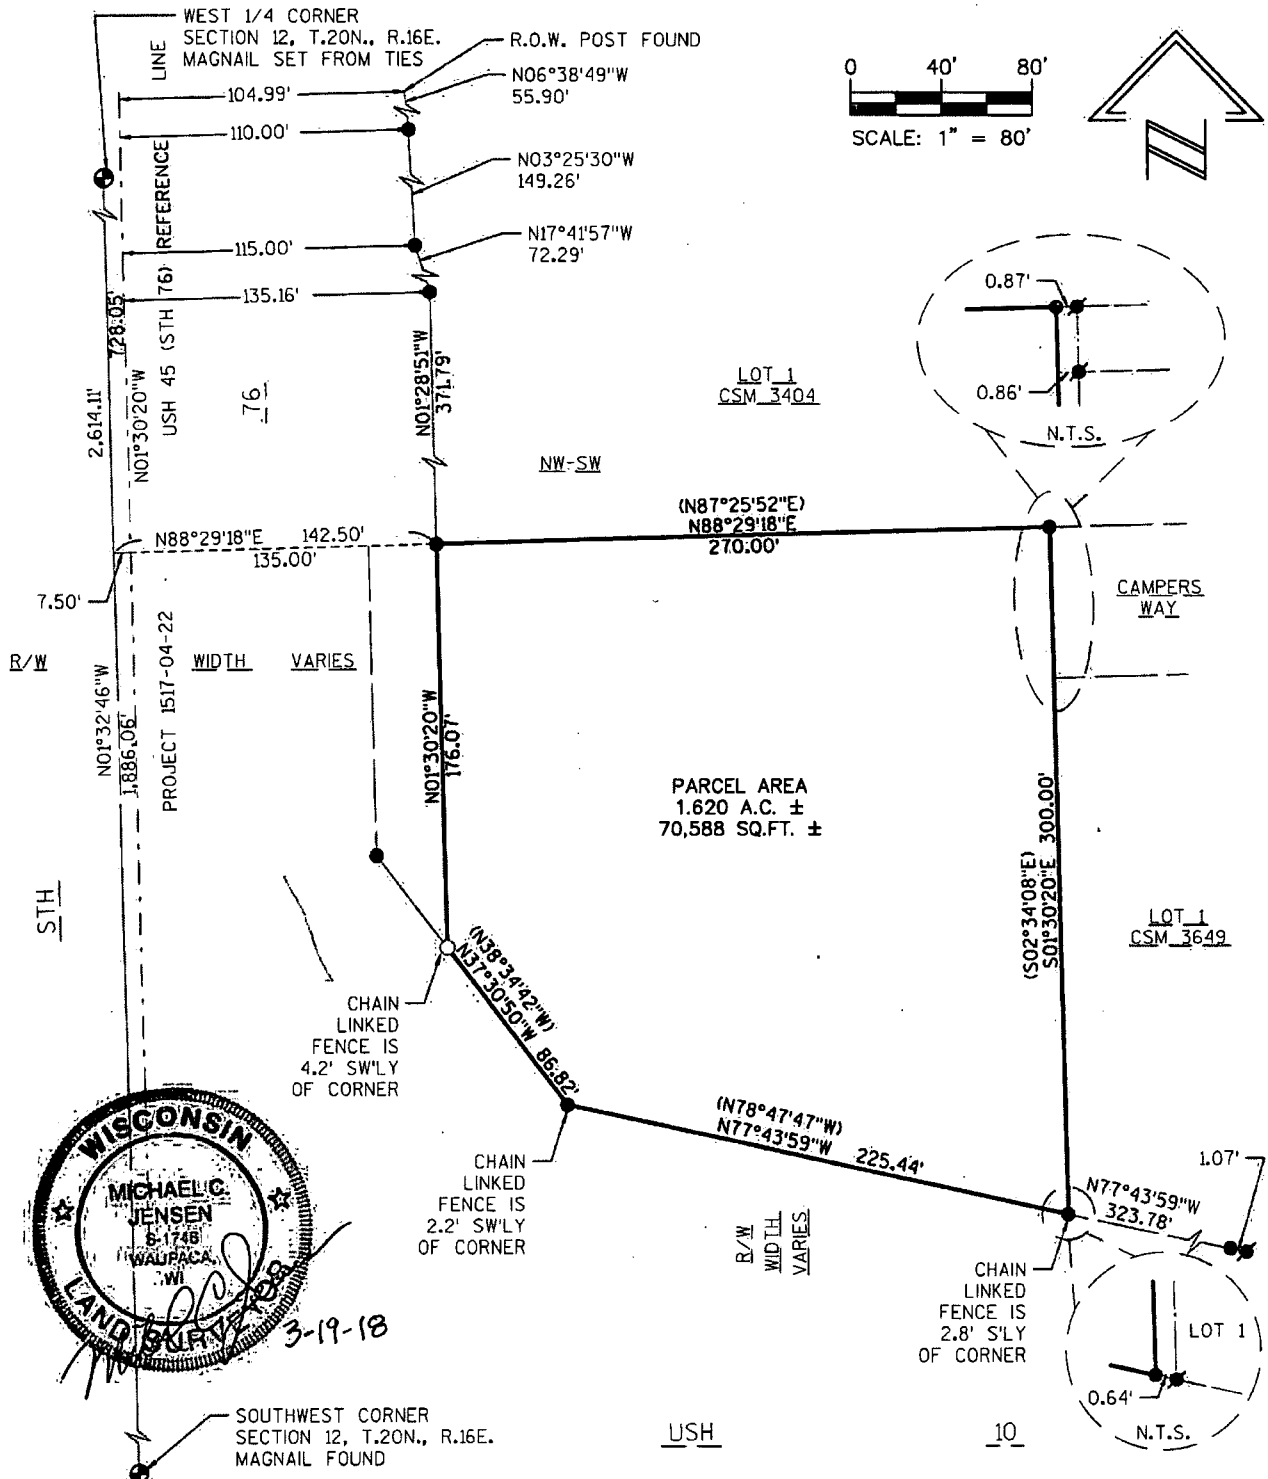 WEST 1/4 CORNER
SECTION 12, T.20N., R.16E.
MAGNAIL SET FROM TIES
R.O.W. POST FOUND
N06°38'49"W
55.90'
104.99'
110.00'
N03°25'30"W
149.26'
115.00'
N17°41'57"W
72.29'
135.16'
0 40' 80'
SCALE: 1" = 80'
N
USH 45 (STH 76) REFERENCE LINE
728.05'
2,614.11'
N01°30'20"W
76
N01°28'51"W
371.79'
LOT 1
CSM 3404
NW-SW
0.87'
0.86'
N.T.S.
(N87°25'52"E)
N88°29'18"E
270.00'
N88°29'18"E 142.50'
135.00'
7.50'
CAMPERS
WAY
R/W WIDTH VARIES
N01°32'46"W
1,886.06'
PROJECT 1517-04-22
N01°30'20"W
176.07'
PARCEL AREA
1.620 A.C. ±
70,588 SQ.FT. ±
(S02°34'08"E)
S01°30'20"E 300.00'
STH
LOT 1
CSM 3649
CHAIN
LINKED
FENCE IS
4.2' SW'LY
OF CORNER
(N38°34'42"W)
N37°30'50"W 86.82'
(N78°47'47"W)
N77°43'59"W 225.44'
CHAIN
LINKED
FENCE IS
2.2' SW'LY
OF CORNER
R/W
WIDTH
VARIES
N77°43'59"W
323.78'
1.07'
CHAIN
LINKED
FENCE IS
2.8' S'LY
OF CORNER
LOT 1
0.64'
N.T.S.
WISCONSIN
MICHAEL C.
JENSEN
S-1746
WAUPACA,
WI
LAND SURVEYOR
3-19-18
SOUTHWEST CORNER
SECTION 12, T.20N., R.16E.
MAGNAIL FOUND
USH 10